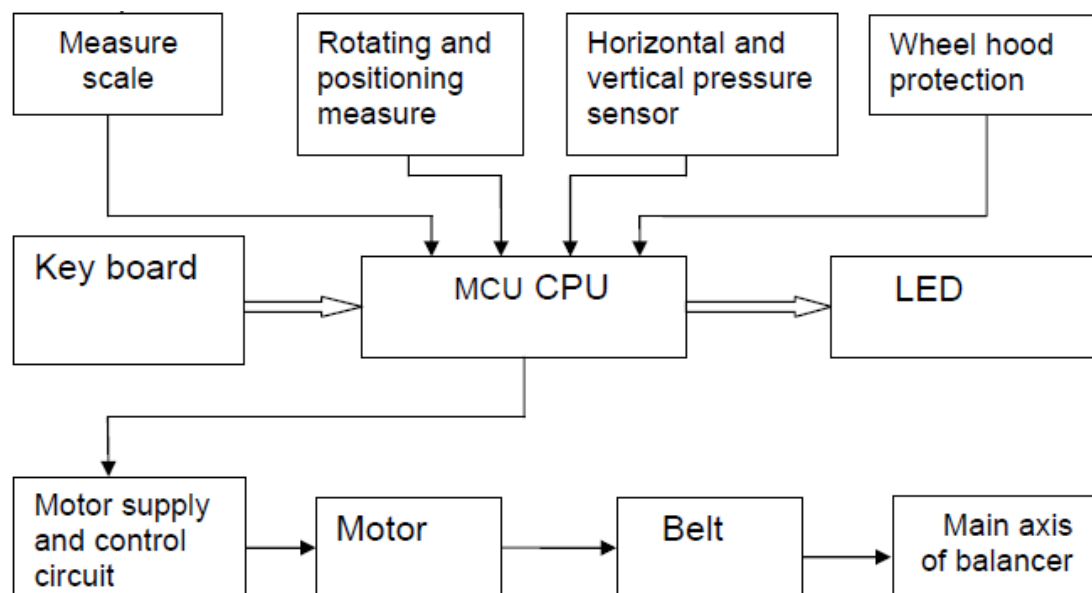 Measure
scale
Rotating and
positioning
measure
Horizontal and
vertical pressure
sensor
Wheel hood
protection
Key board
MCU CPU
LED
Motor supply
and control
circuit
Motor
Belt
Main axis
of balancer